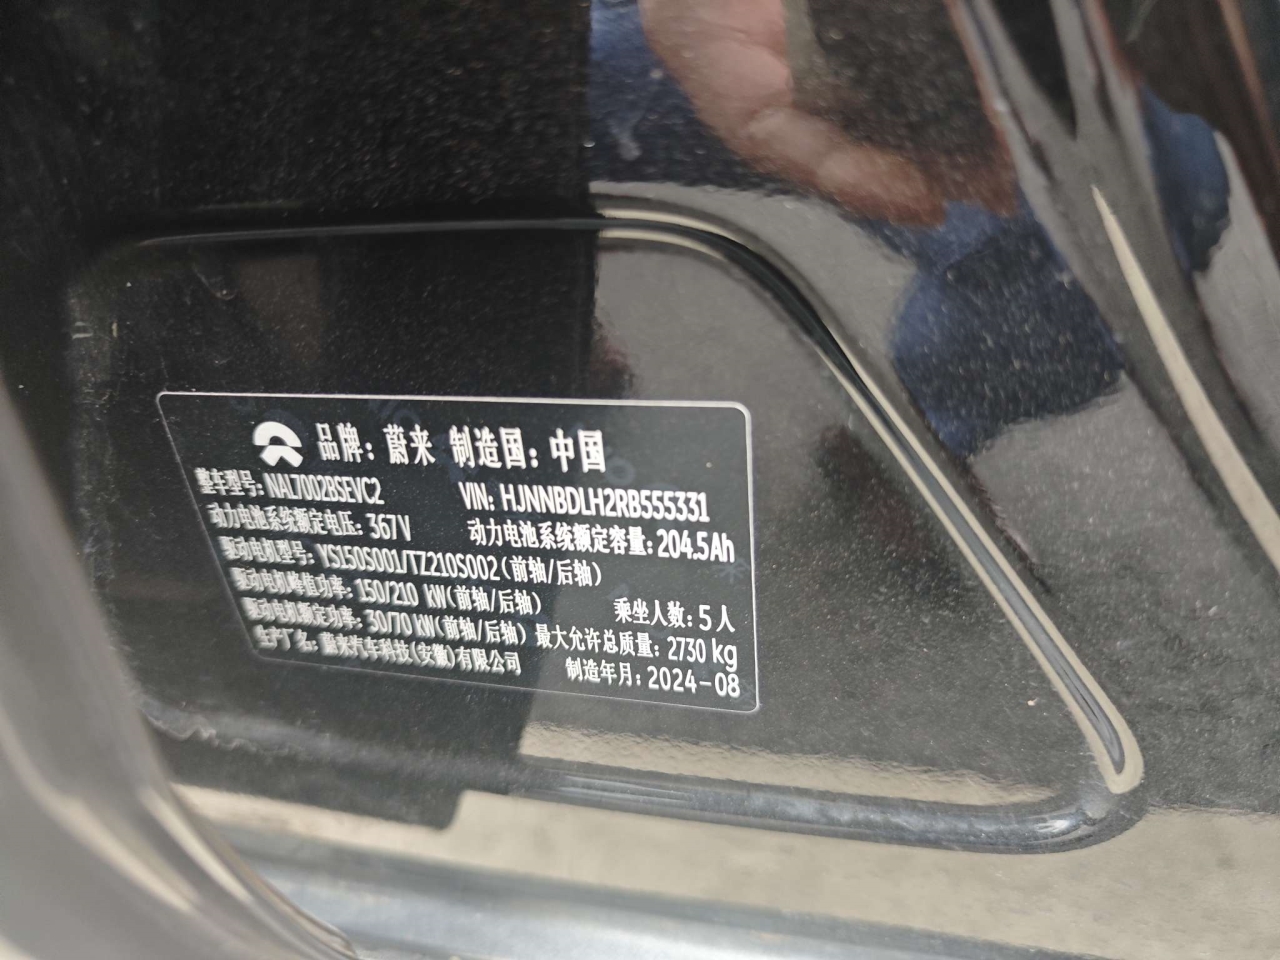 品牌: 蔚来 制造国: 中国
整车型号: NAL7002BSEVC2 VIN: HJNNBDLH2RB555331
动力电池系统额定电压: 367V 动力电池系统额定容量: 204.5Ah
驱动电机型号: YS150S001/TZ210S002(前轴/后轴)
驱动电机峰值功率: 150/210 kW(前轴/后轴) 乘坐人数: 5人
驱动电机额定功率: 30/70 kW(前轴/后轴) 最大允许总质量: 2730 kg
生产厂名: 蔚来汽车科技(安徽)有限公司 制造年月: 2024-08